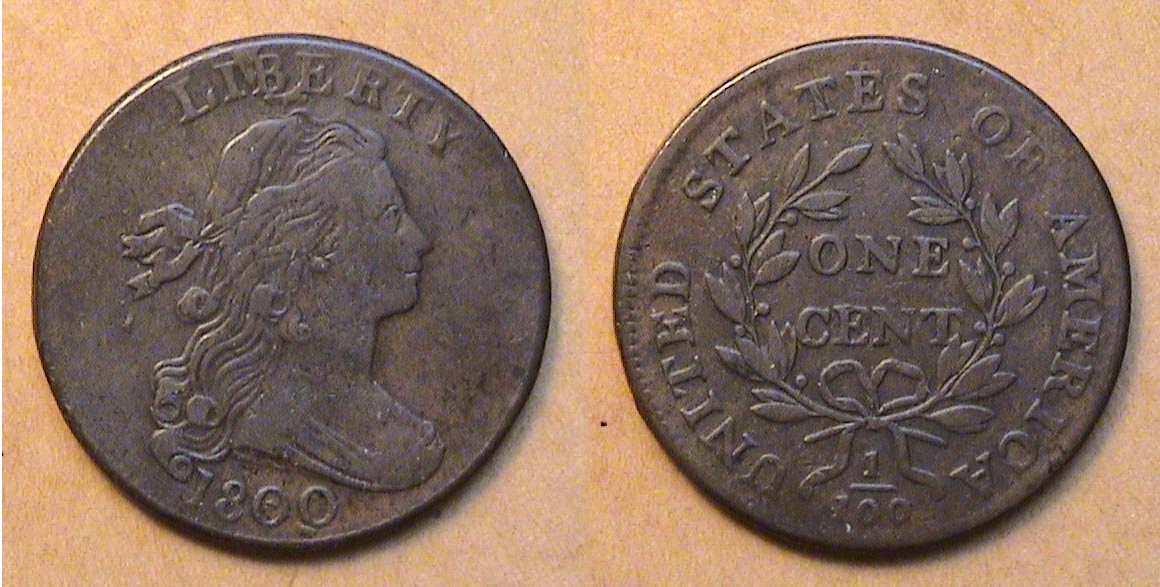 LIBERTY
1800
UNITED STATES OF AMERICA
ONE
CENT
1
100